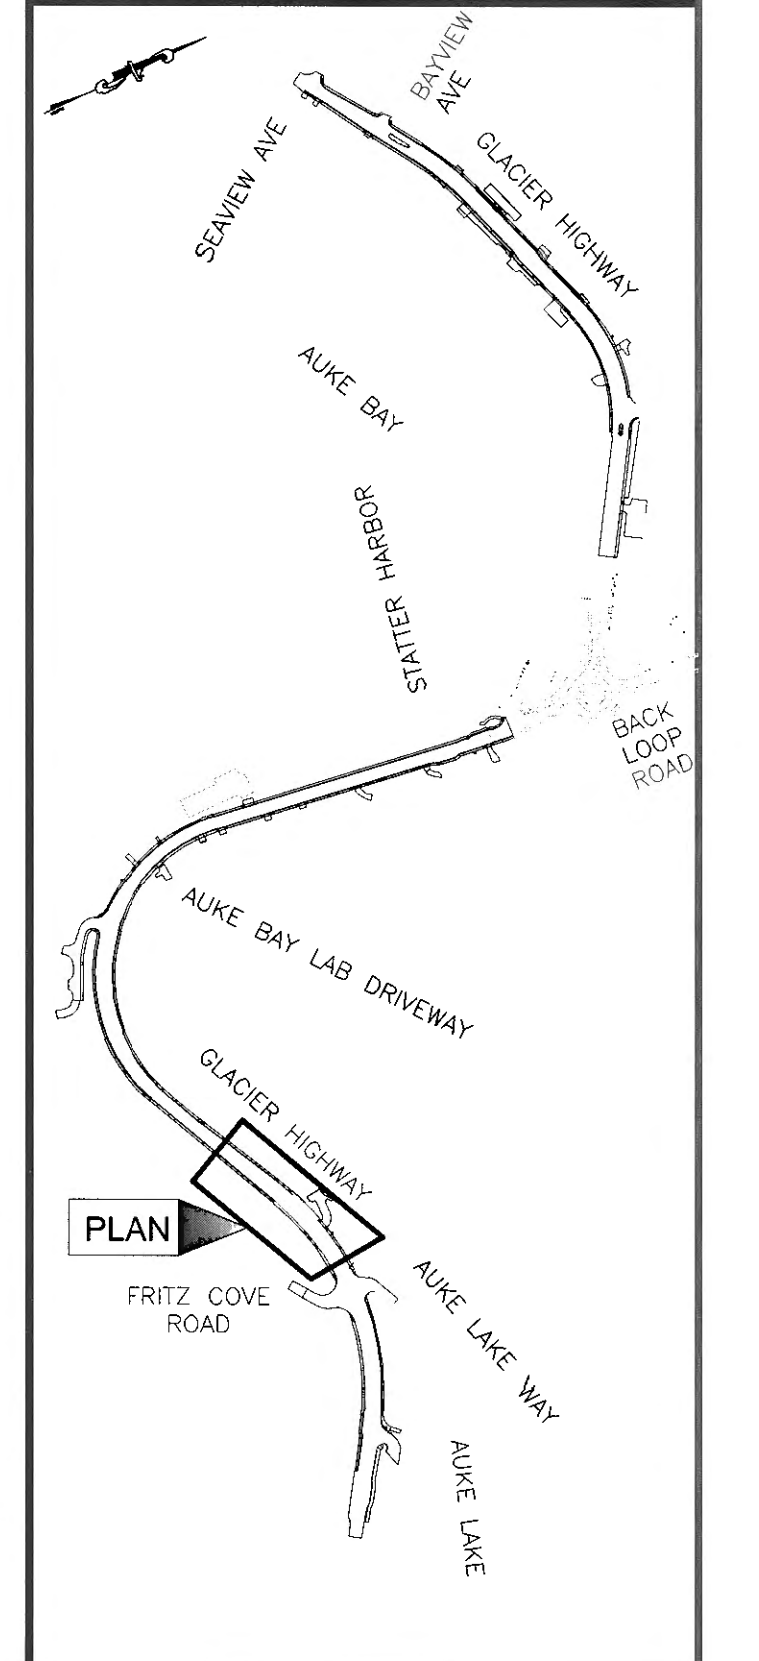 BAYVIEW
AVE
SEAVIEW AVE
GLACIER HIGHWAY
AUKE BAY
STATTER HARBOR
BACK
LOOP
ROAD
AUKE BAY LAB DRIVEWAY
GLACIER HIGHWAY
PLAN
FRITZ COVE
ROAD
AUKE LAKE WAY
AUKE LAKE